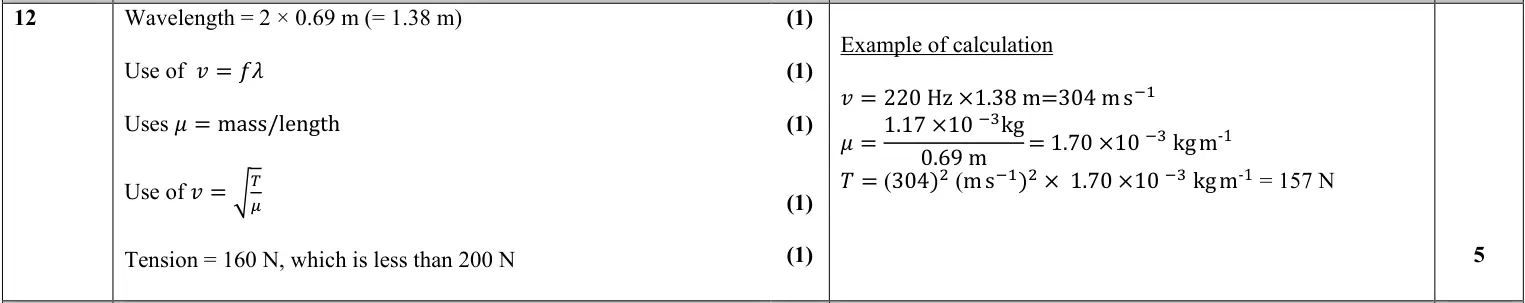 12
Wavelength = 2 × 0.69 m (= 1.38 m) (1)
Use of v = fλ (1)
Uses μ = mass/length (1)
Use of v = √(T/μ) (1)
Tension = 160 N, which is less than 200 N (1)
Example of calculation
v = 220 Hz ×1.38 m=304 m s⁻¹
μ = 1.17 ×10 ⁻³kg / 0.69 m = 1.70 ×10 ⁻³ kg m⁻¹
T = (304)² (m s⁻¹)² × 1.70 ×10 ⁻³ kg m⁻¹ = 157 N
5